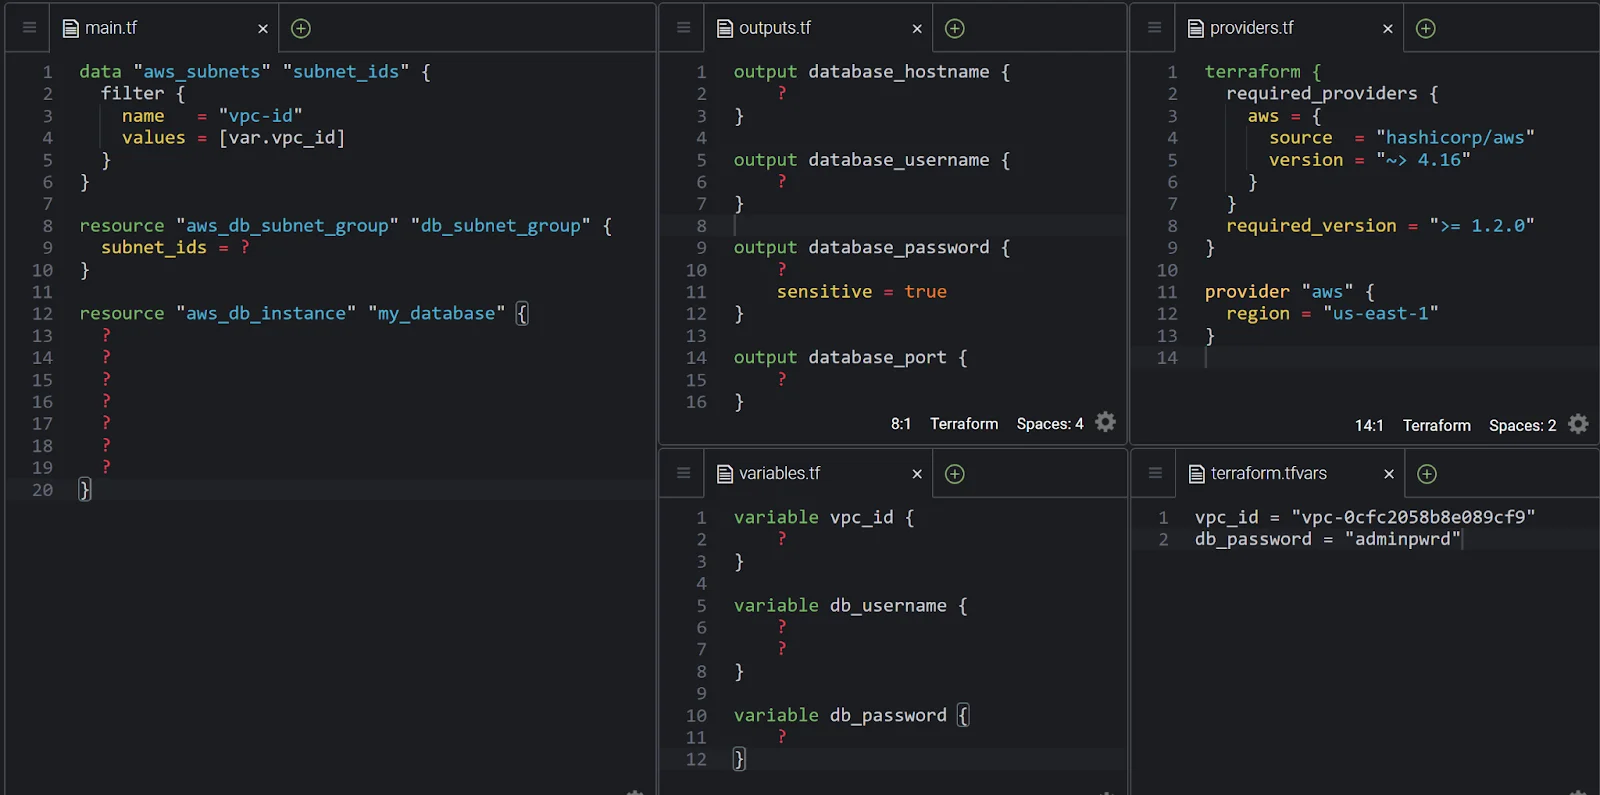 main.tf
1 data "aws_subnets" "subnet_ids" {
2 filter {
3 name = "vpc-id"
4 values = [var.vpc_id]
5 }
6 }
7
8 resource "aws_db_subnet_group" "db_subnet_group" {
9 subnet_ids = ?
10 }
11
12 resource "aws_db_instance" "my_database" {
13 ?
14 ?
15 ?
16 ?
17 ?
18 ?
19 ?
20 }
outputs.tf
1 output database_hostname {
2 ?
3 }
4
5 output database_username {
6 ?
7 }
8
9 output database_password {
10 ?
11 sensitive = true
12 }
13
14 output database_port {
15 ?
16 }
8:1 Terraform Spaces: 4
providers.tf
1 terraform {
2 required_providers {
3 aws = {
4 source = "hashicorp/aws"
5 version = "~> 4.16"
6 }
7 }
8 required_version = ">= 1.2.0"
9 }
10
11 provider "aws" {
12 region = "us-east-1"
13 }
14
14:1 Terraform Spaces: 2
variables.tf
1 variable vpc_id {
2 ?
3 }
4
5 variable db_username {
6 ?
7 ?
8 }
9
10 variable db_password {
11 ?
12 }
terraform.tfvars
1 vpc_id = "vpc-0cfc2058b8e089cf9"
2 db_password = "adminpwrd"